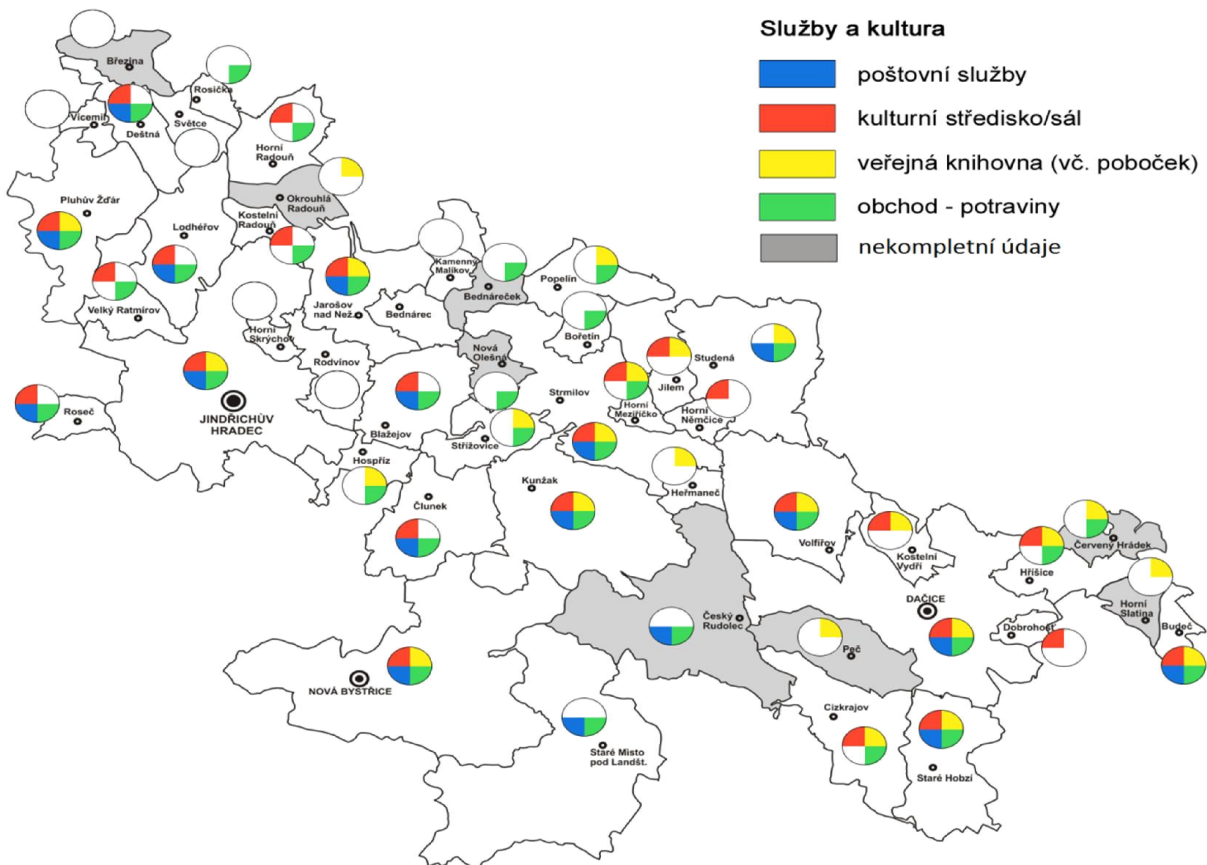 Služby a kultura
poštovní služby
kulturní středisko/sál
veřejná knihovna (vč. poboček)
obchod - potraviny
nekompletní údaje
Březina
Rosička
Vícemil
Deštná
Světce
Horní
Radouň
Okrouhlá
Radouň
Pluhův Žďár
Kostelní
Radouň
Lodhéřov
Kamenný
Malíkov
Bednáreček
Popelín
Velký Ratmírov
Jarošov
nad Než.
Bednárec
Horní
Skrýchov
Bořetín
Nová
Olešná
Rodvínov
Studená
Jilem
Strmilov
Horní
Meziříčko
Horní
Němčice
Roseč
JINDŘICHŮV
HRADEC
Blažejov
Střížovice
Hospříz
Kunžak
Heřmaneč
Člunek
Volfířov
Kostelní
Vydří
Červený Hrádek
Hříšice
DAČICE
Horní
Slatina
Český
Rudolec
Dobrohošť
Budeč
Peč
NOVÁ BYSTŘICE
Cizkrajov
Staré Misto
pod Landšt.
Staré Hobzí